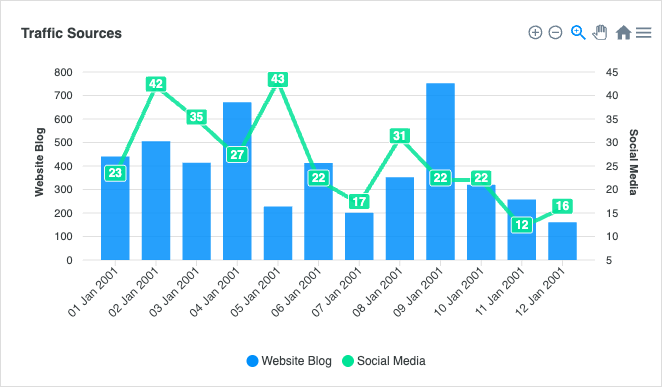 Traffic Sources
800
700
600
500
400
300
200
100
0
Website Blog
45
40
35
30
25
20
15
10
5
Social Media
23
42
35
27
43
22
17
31
22
22
12
16
01 Jan 2001
02 Jan 2001
03 Jan 2001
04 Jan 2001
05 Jan 2001
06 Jan 2001
07 Jan 2001
08 Jan 2001
09 Jan 2001
10 Jan 2001
11 Jan 2001
12 Jan 2001
Website Blog Social Media